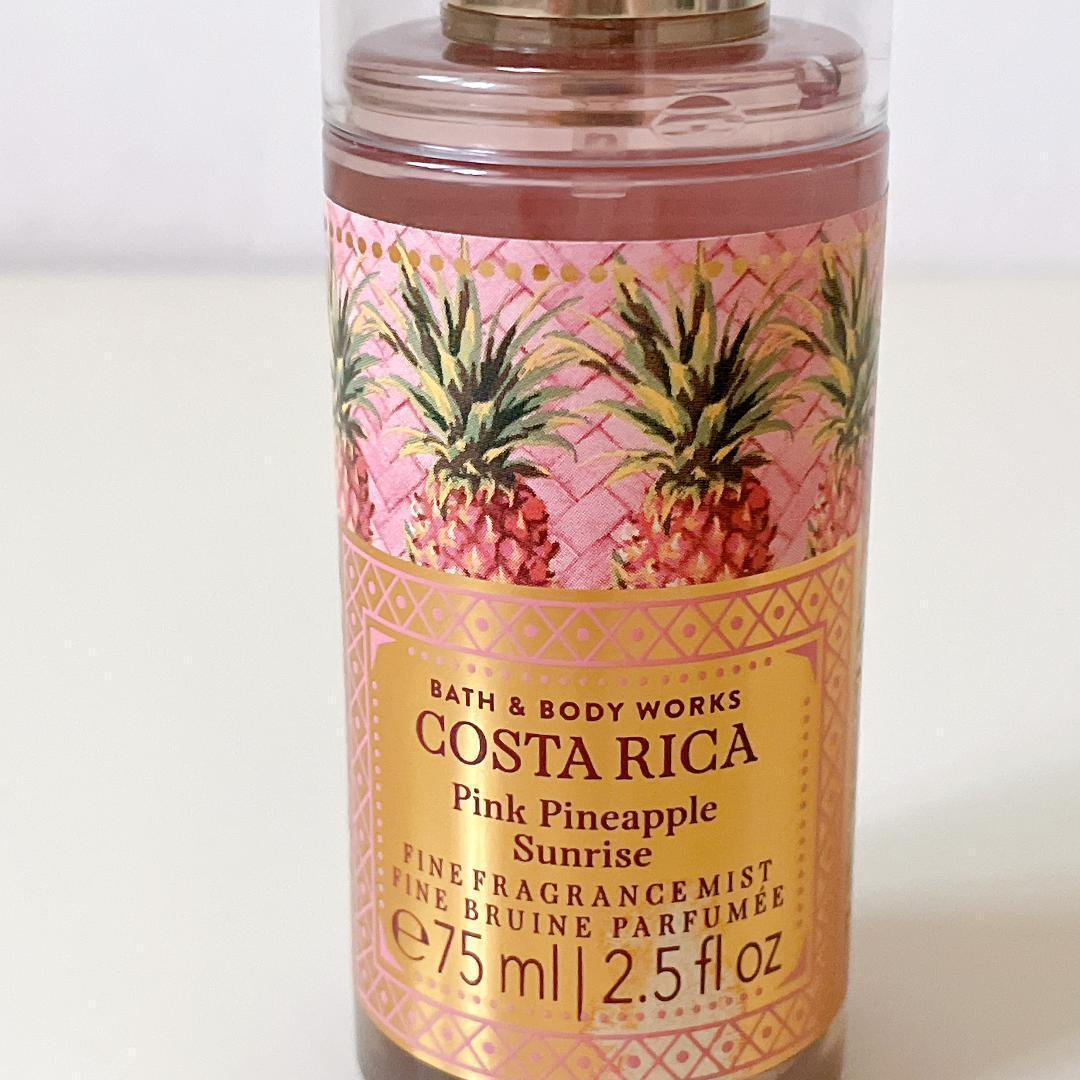 BATH & BODY WORKS
COSTA RICA
Pink Pineapple
Sunrise
FINE FRAGRANCE MIST
FINE BRUINE PARFUMÉE
℮75 ml | 2.5 fl oz